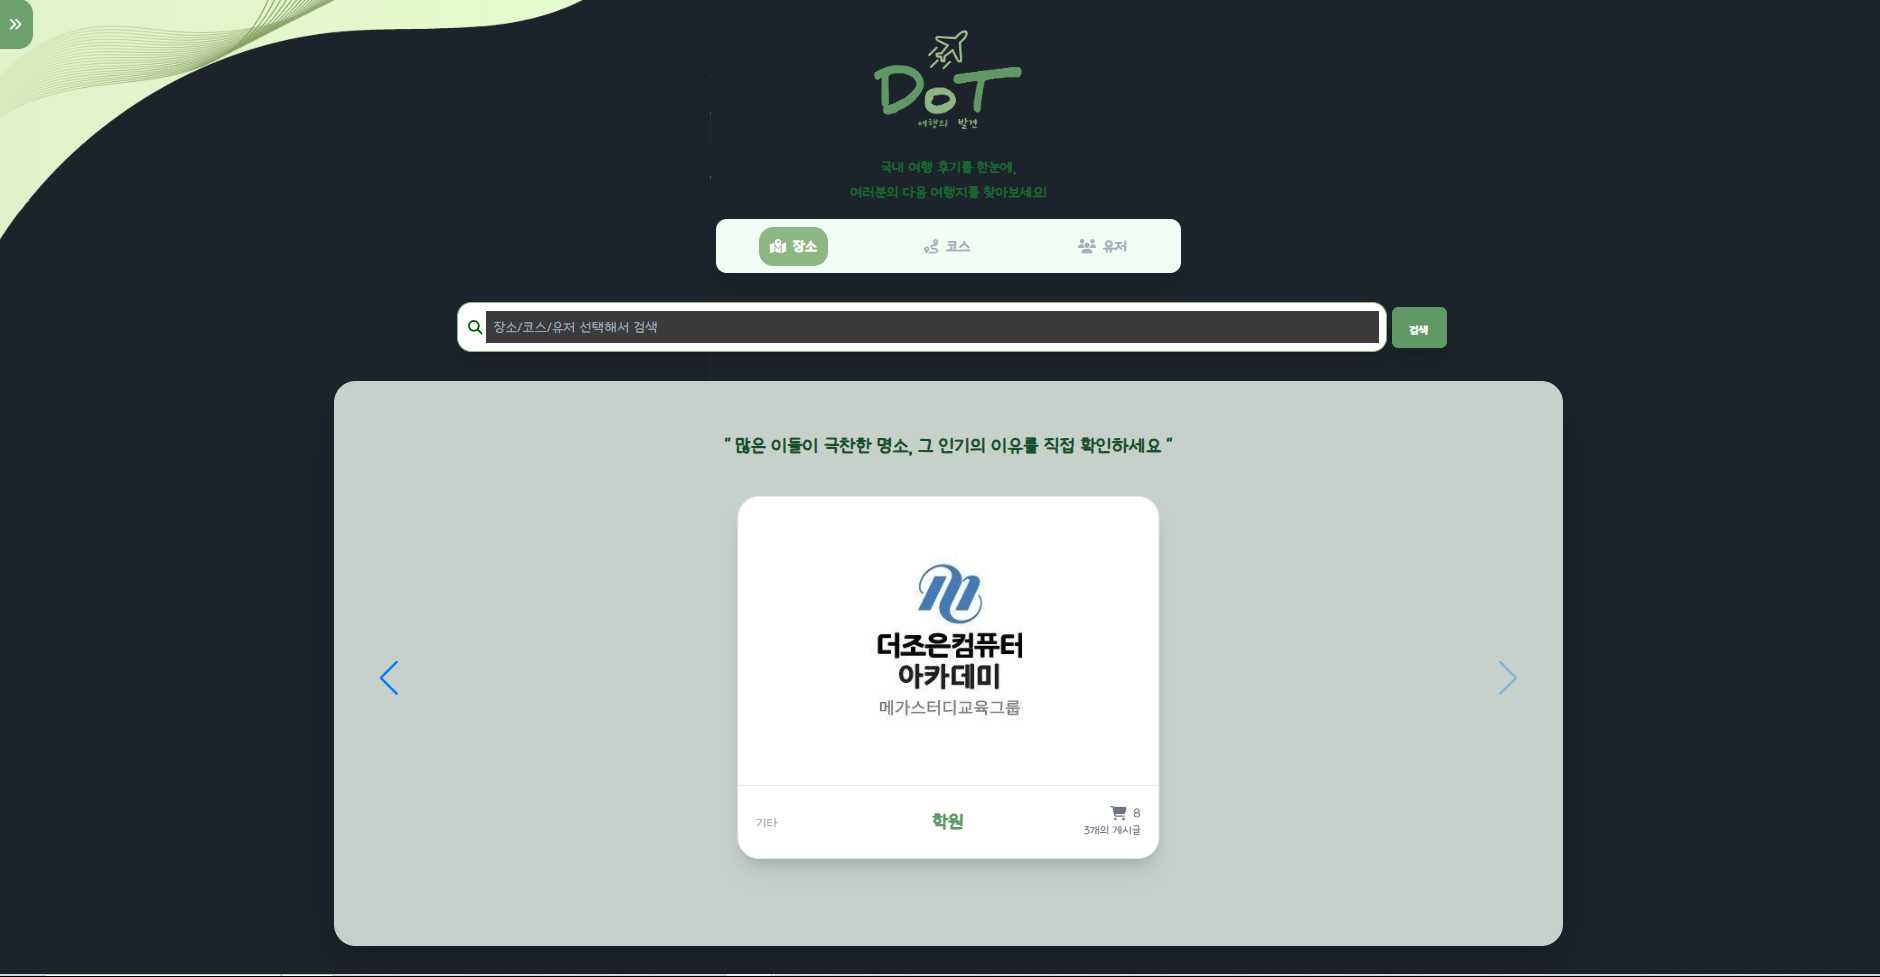 DoT
여행의 발견
국내 여행 후기를 한눈에,
여러분의 다음 여행지를 찾아보세요!
장소 코스 유저
장소/코스/유저 선택해서 검색
검색
" 많은 이들이 극찬한 명소, 그 인기의 이유를 직접 확인하세요 "
더조은컴퓨터
아카데미
메가스터디교육그룹
기타 학원 8
3개의 게시글